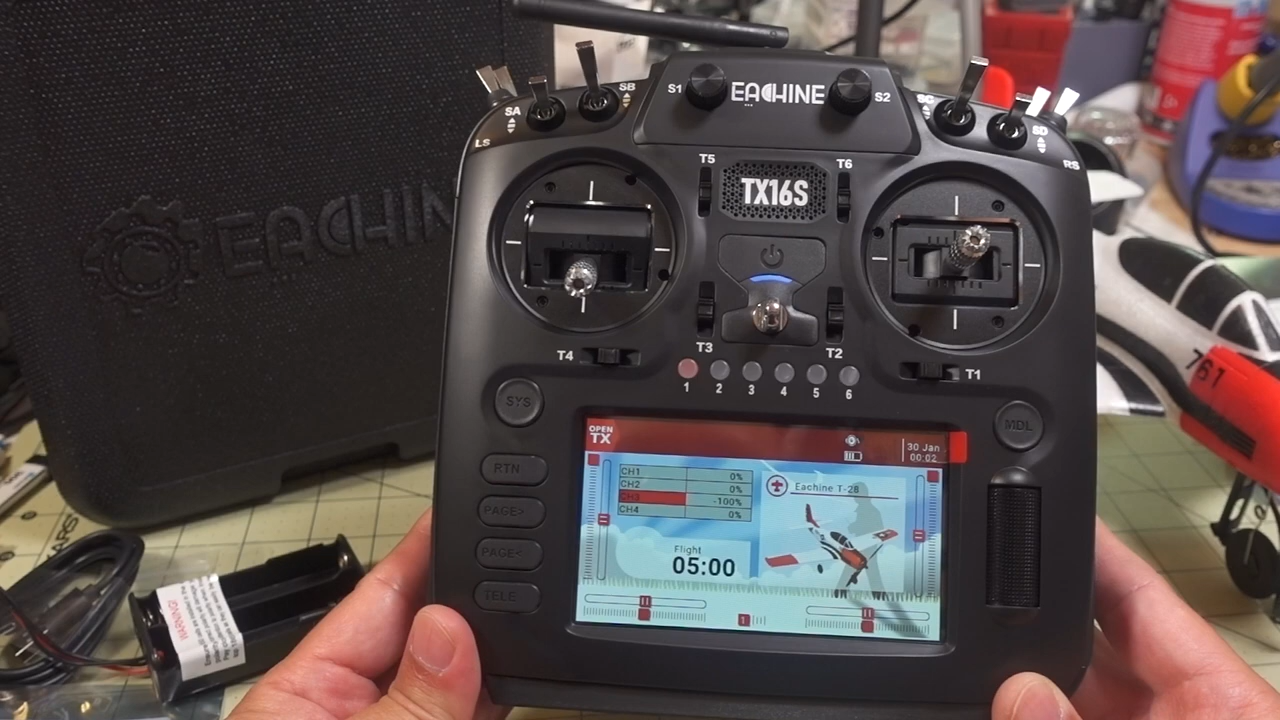 EACHINE
S1
EACHINE
S2
SA
SB
SC
SD
LS
RS
T5
T6
TX16S
T4
T3
T2
T1
1 2 3 4 5 6
SYS
MDL
RTN
PAGE>
PAGE<
TELE
OPEN
TX
30 Jan
00:02
CH1 0%
CH2 0%
CH3 -100%
CH4 0%
Eachine T-28
Flight
05:00
1
761
WARNING!